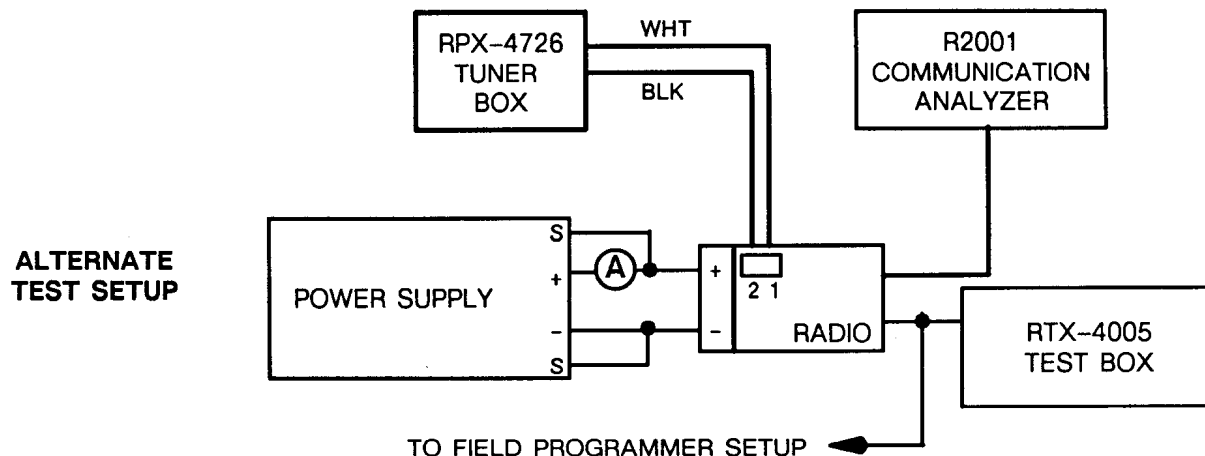 RPX-4726
TUNER
BOX
WHT
BLK
R2001
COMMUNICATION
ANALYZER
ALTERNATE
TEST SETUP
POWER SUPPLY
S
+
-
S
A
+
-
2 1
RADIO
RTX-4005
TEST BOX
TO FIELD PROGRAMMER SETUP